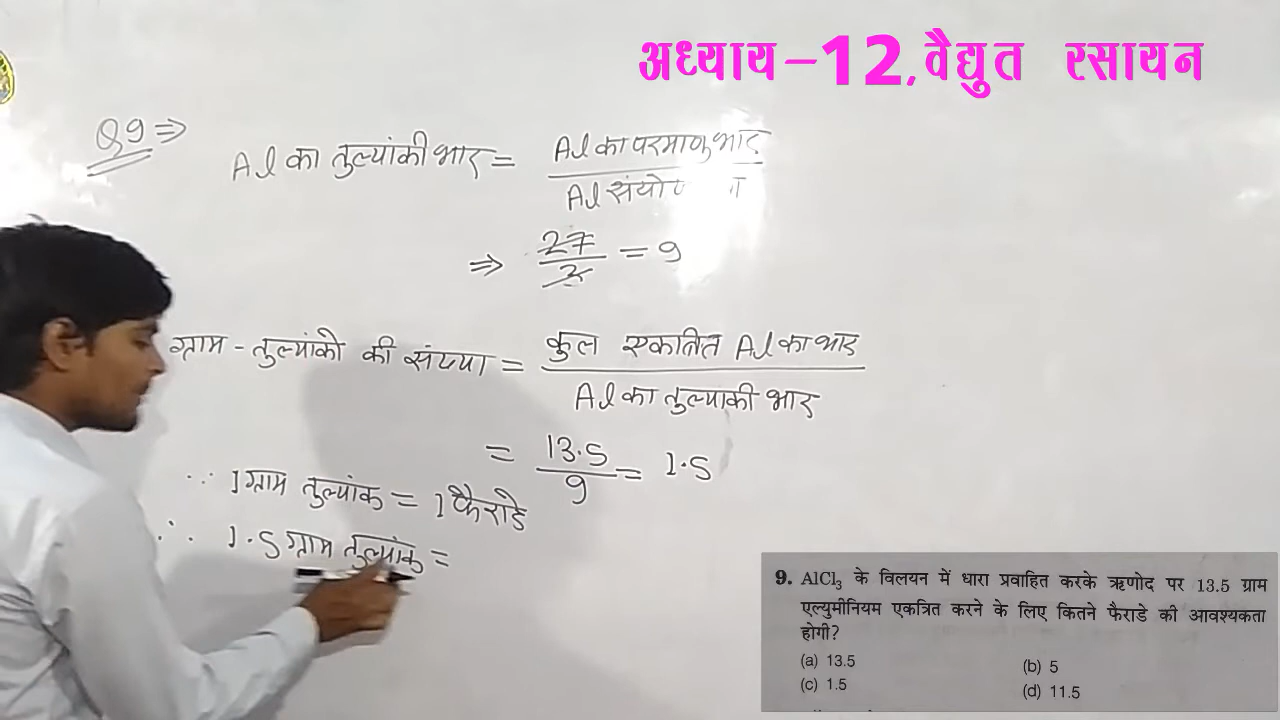 अध्याय-12, वैद्युत रसायन
Q9⇒
Al का तुल्यांकी भार = Al का परमाणु भार
Al
⇒ 27/3 = 9
ग्राम-तुल्यांको की संख्या = कुल एकत्रित Al का भार
Al का तुल्यांकी भार
= 13.5/9 = 1.5
∵ 1 ग्राम तुल्यांक = 1 फैराडे
∴ 1.5 ग्राम तुल्यांक =
9. AlCl₃ के विलयन में धारा प्रवाहित करके ऋणोद पर 13.5 ग्राम
एल्युमीनियम एकत्रित करने के लिए कितने फैराडे की आवश्यकता
होगी?
(a) 13.5 (b) 5
(c) 1.5 (d) 11.5